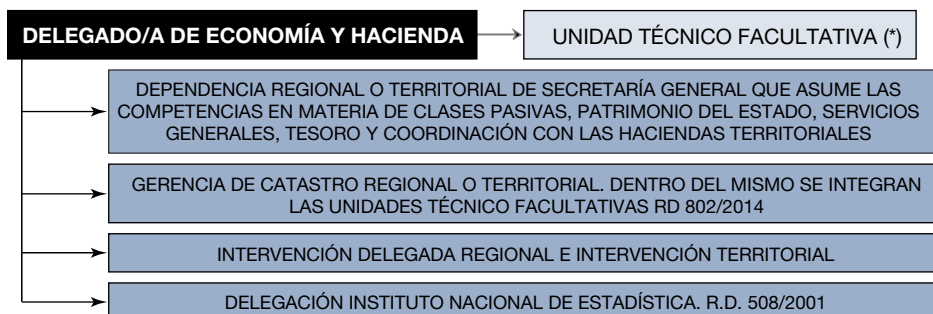 DELEGADO/A DE ECONOMÍA Y HACIENDA
UNIDAD TÉCNICO FACULTATIVA (*)
DEPENDENCIA REGIONAL O TERRITORIAL DE SECRETARÍA GENERAL QUE ASUME LAS
COMPETENCIAS EN MATERIA DE CLASES PASIVAS, PATRIMONIO DEL ESTADO, SERVICIOS
GENERALES, TESORO Y COORDINACIÓN CON LAS HACIENDAS TERRITORIALES
GERENCIA DE CATASTRO REGIONAL O TERRITORIAL. DENTRO DEL MISMO SE INTEGRAN
LAS UNIDADES TÉCNICO FACULTATIVAS RD 802/2014
INTERVENCIÓN DELEGADA REGIONAL E INTERVENCIÓN TERRITORIAL
DELEGACIÓN INSTITUTO NACIONAL DE ESTADÍSTICA. R.D. 508/2001